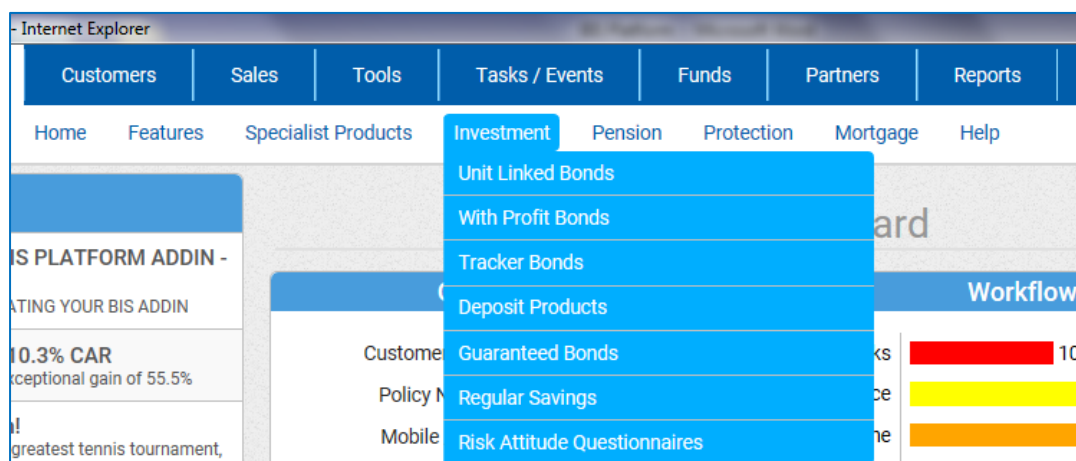 - Internet Explorer
Customers Sales Tools Tasks / Events Funds Partners Reports
Home Features Specialist Products Investment Pension Protection Mortgage Help
Unit Linked Bonds
With Profit Bonds
ard
IS PLATFORM ADDIN -
Tracker Bonds
ATING YOUR BIS ADDIN
Deposit Products
Workflow
10.3% CAR
xceptional gain of 55.5%
Custome
Guaranteed Bonds
ks
10
Policy N
Regular Savings
ce
!
greatest tennis tournament,
Mobile
Risk Attitude Questionnaires
ne